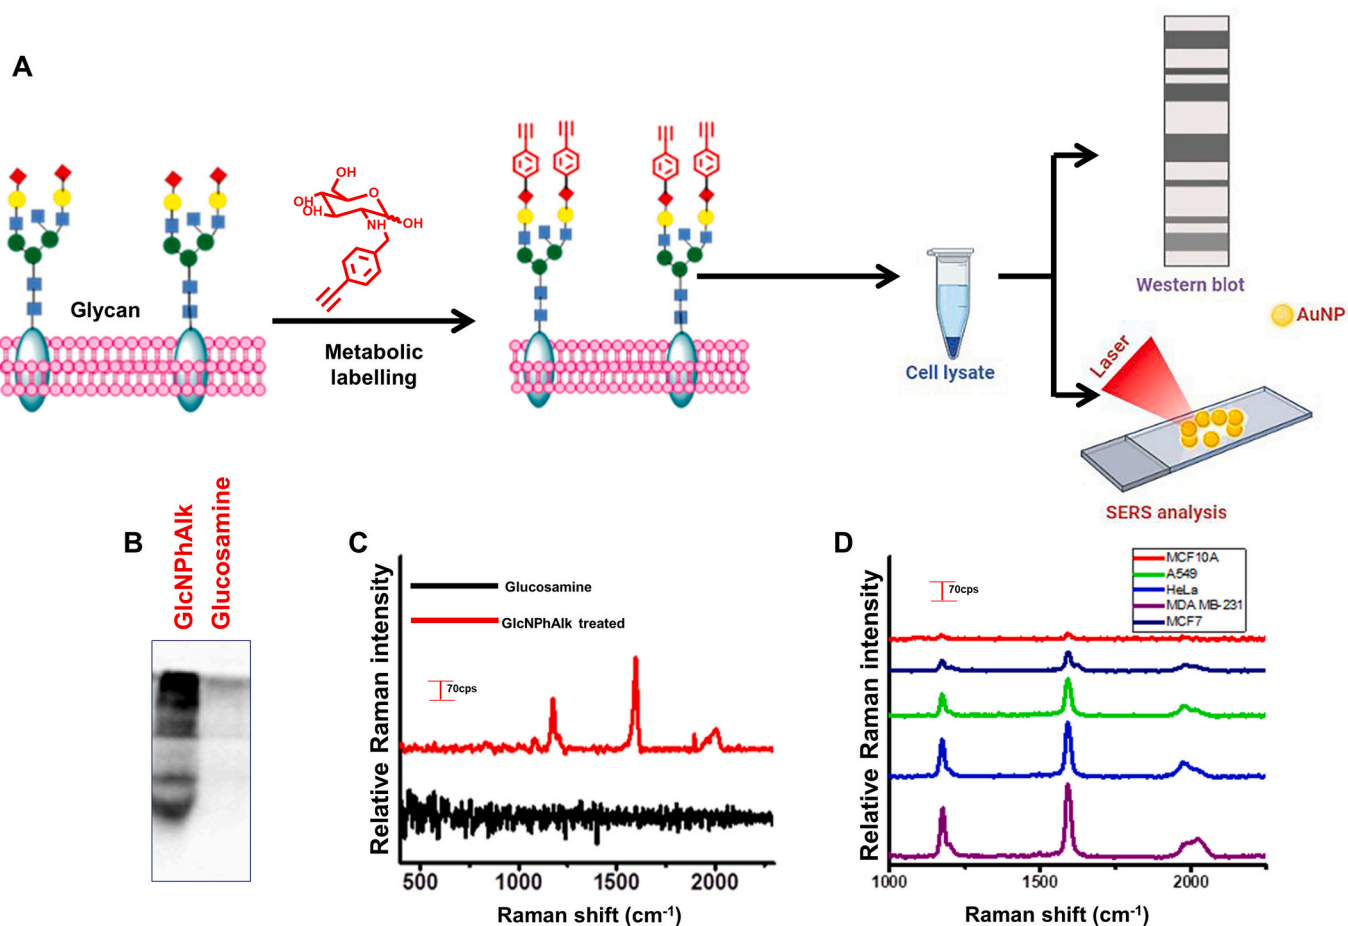 A
OH
O
OH
OH
NH
OH
Glycan
Metabolic
labelling
Cell lysate
Western blot
AuNP
Laser
SERS analysis
B
GlcNPhAlk
Glucosamine
C
Relative Raman intensity
Glucosamine
GlcNPhAlk treated
70cps
500
1000
1500
2000
Raman shift (cm-1)
D
Relative Raman intensity
70cps
MCF10A
A549
HeLa
MDA MB-231
MCF7
1000
1500
2000
Raman shift (cm-1)